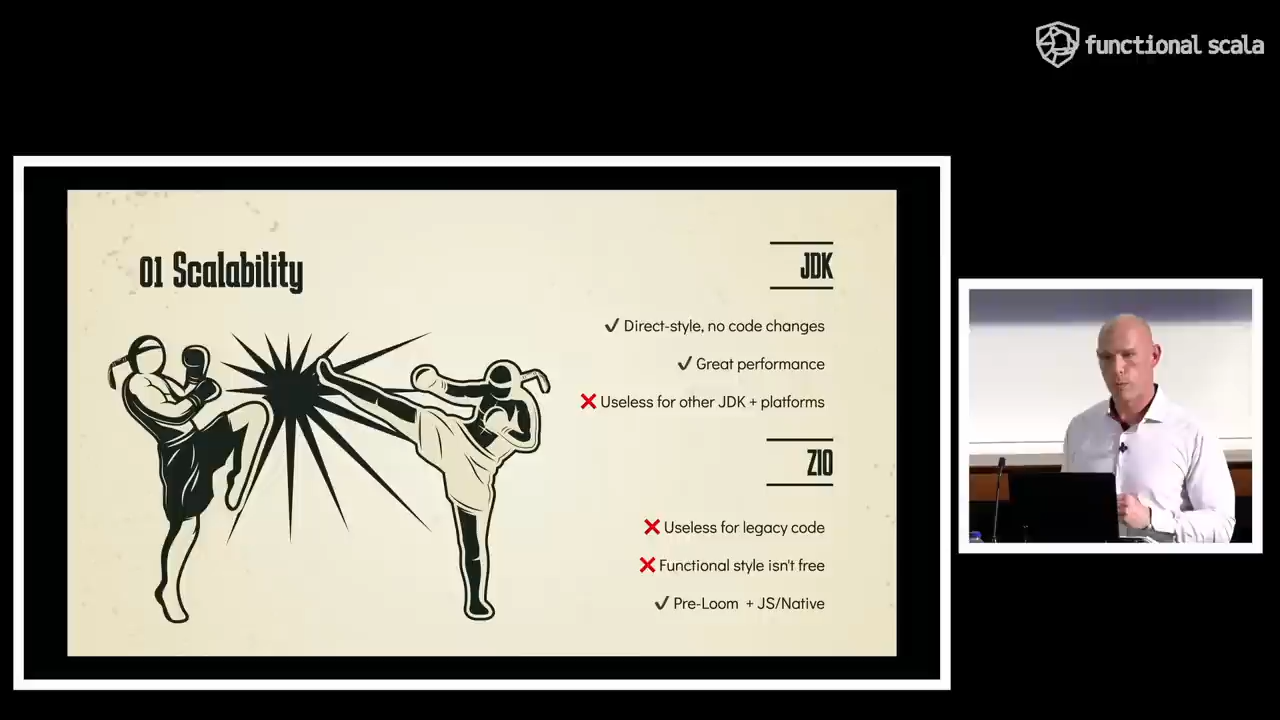 functional scala
01 Scalability
JDK
✓ Direct-style, no code changes
✓ Great performance
❌ Useless for other JDK + platforms
ZIO
❌ Useless for legacy code
❌ Functional style isn't free
✓ Pre-Loom + JS/Native